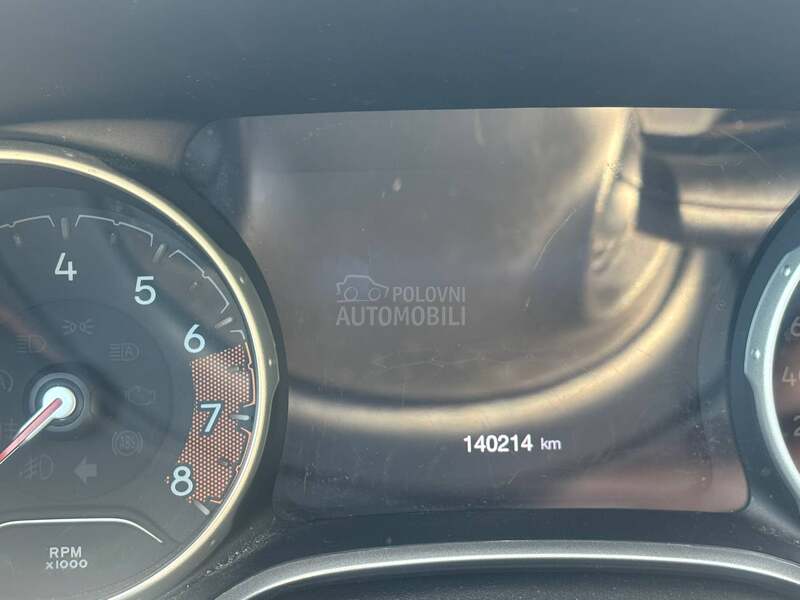 4
5
6
7
8
RPM
x1000
POLOVNI
AUTOMOBILI
140214 km